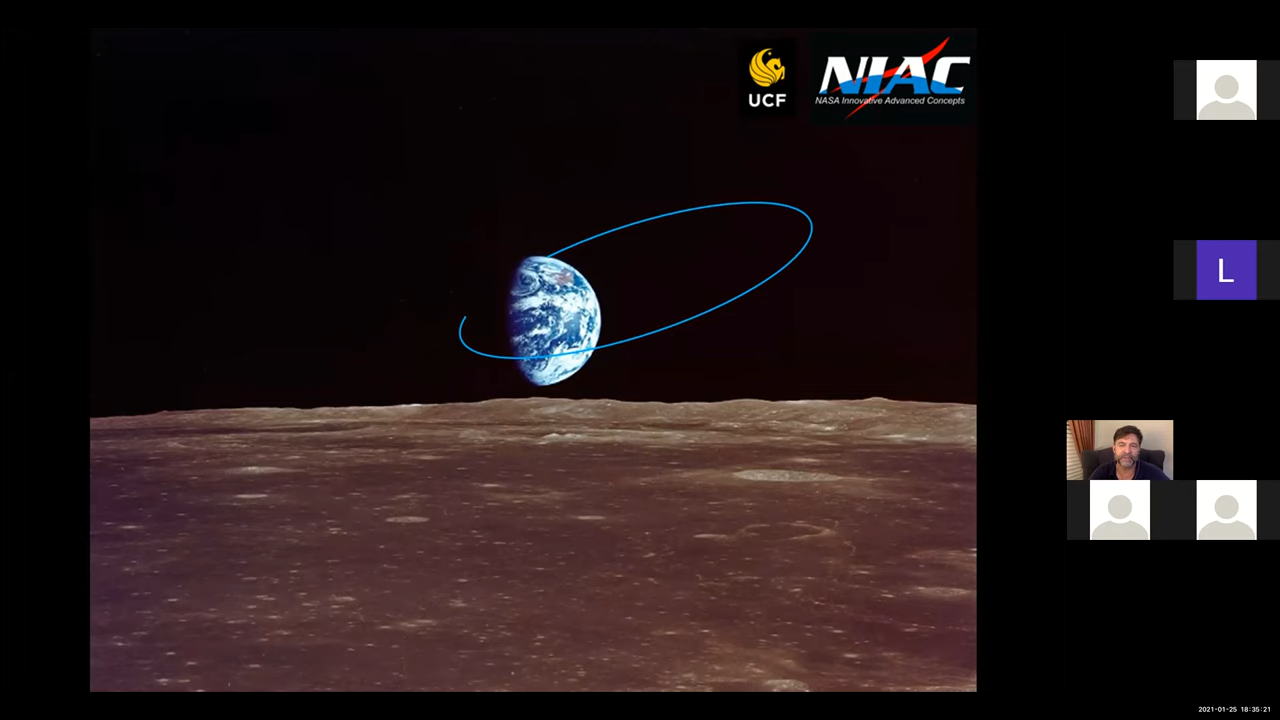 UCF
NIAC
NASA Innovative Advanced Concepts
L
2021-01-25 18:35:21